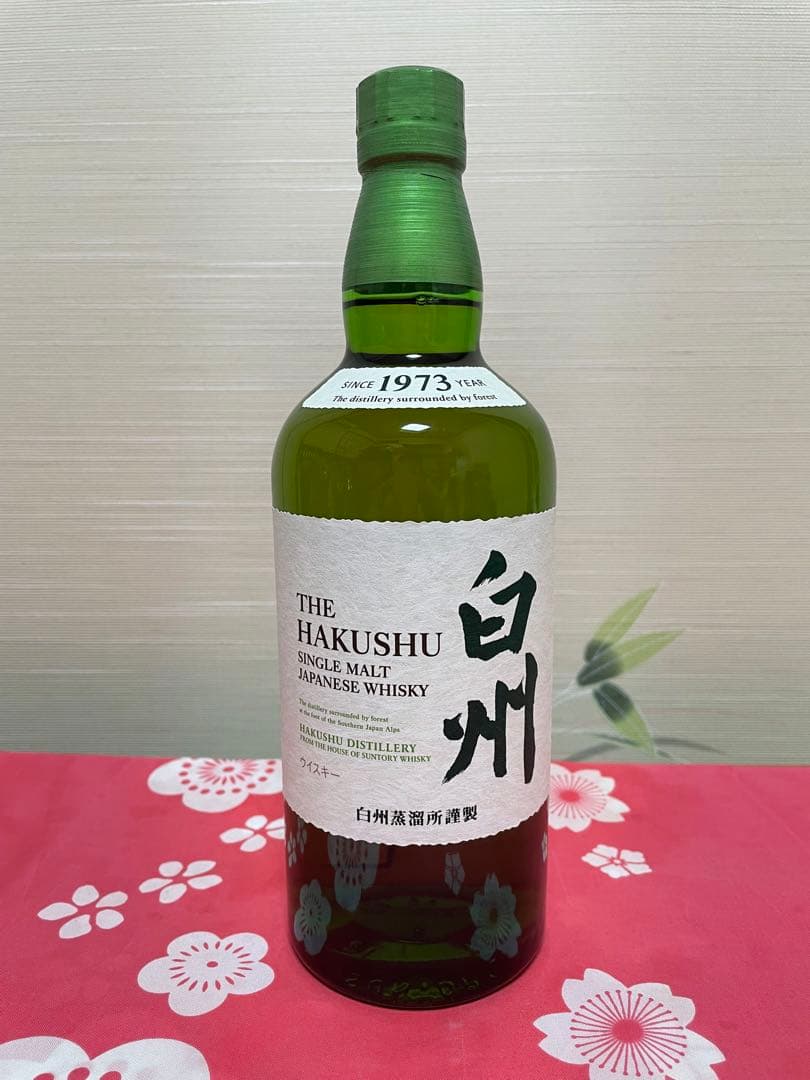 SINCE 1973 YEAR
The distillery surrounded by forest
THE
HAKUSHU
SINGLE MALT
JAPANESE WHISKY
白州
The distillery surrounded by forest
at the foot of the Southern Japan Alps
HAKUSHU DISTILLERY
FROM THE HOUSE OF SUNTORY WHISKY
ウイスキー
白州蒸溜所謹製